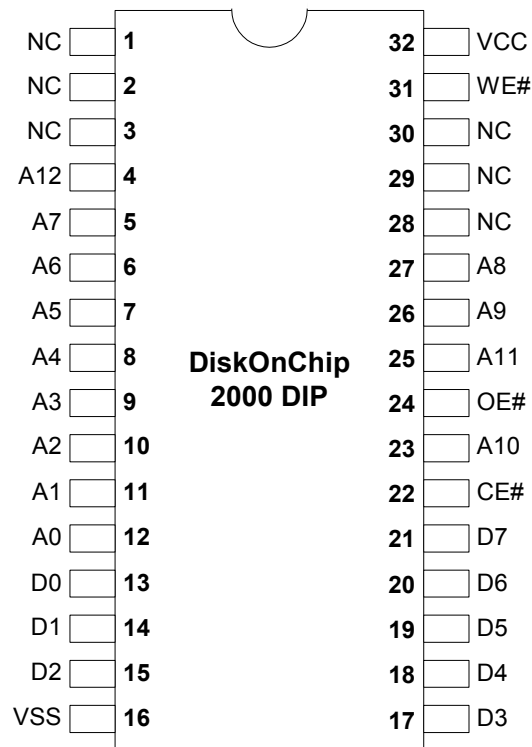 NC 1 32 VCC
NC 2 31 WE#
NC 3 30 NC
A12 4 29 NC
A7 5 28 NC
A6 6 27 A8
A5 7 26 A9
A4 8 25 A11
DiskOnChip
2000 DIP
A3 9 24 OE#
A2 10 23 A10
A1 11 22 CE#
A0 12 21 D7
D0 13 20 D6
D1 14 19 D5
D2 15 18 D4
VSS 16 17 D3